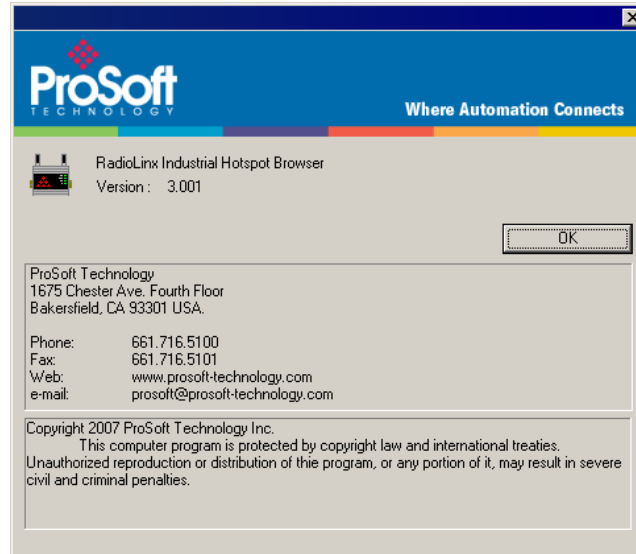 ProSoft
TECHNOLOGY
Where Automation Connects
RadioLinx Industrial Hotspot Browser
Version : 3.001
OK
ProSoft Technology
1675 Chester Ave. Fourth Floor
Bakersfield, CA 93301 USA.
Phone: 661.716.5100
Fax: 661.716.5101
Web: www.prosoft-technology.com
e-mail: prosoft@prosoft-technology.com
Copyright 2007 ProSoft Technology Inc.
This computer program is protected by copyright law and international treaties.
Unauthorized reproduction or distribution of thie program, or any portion of it, may result in severe
civil and criminal penalties.